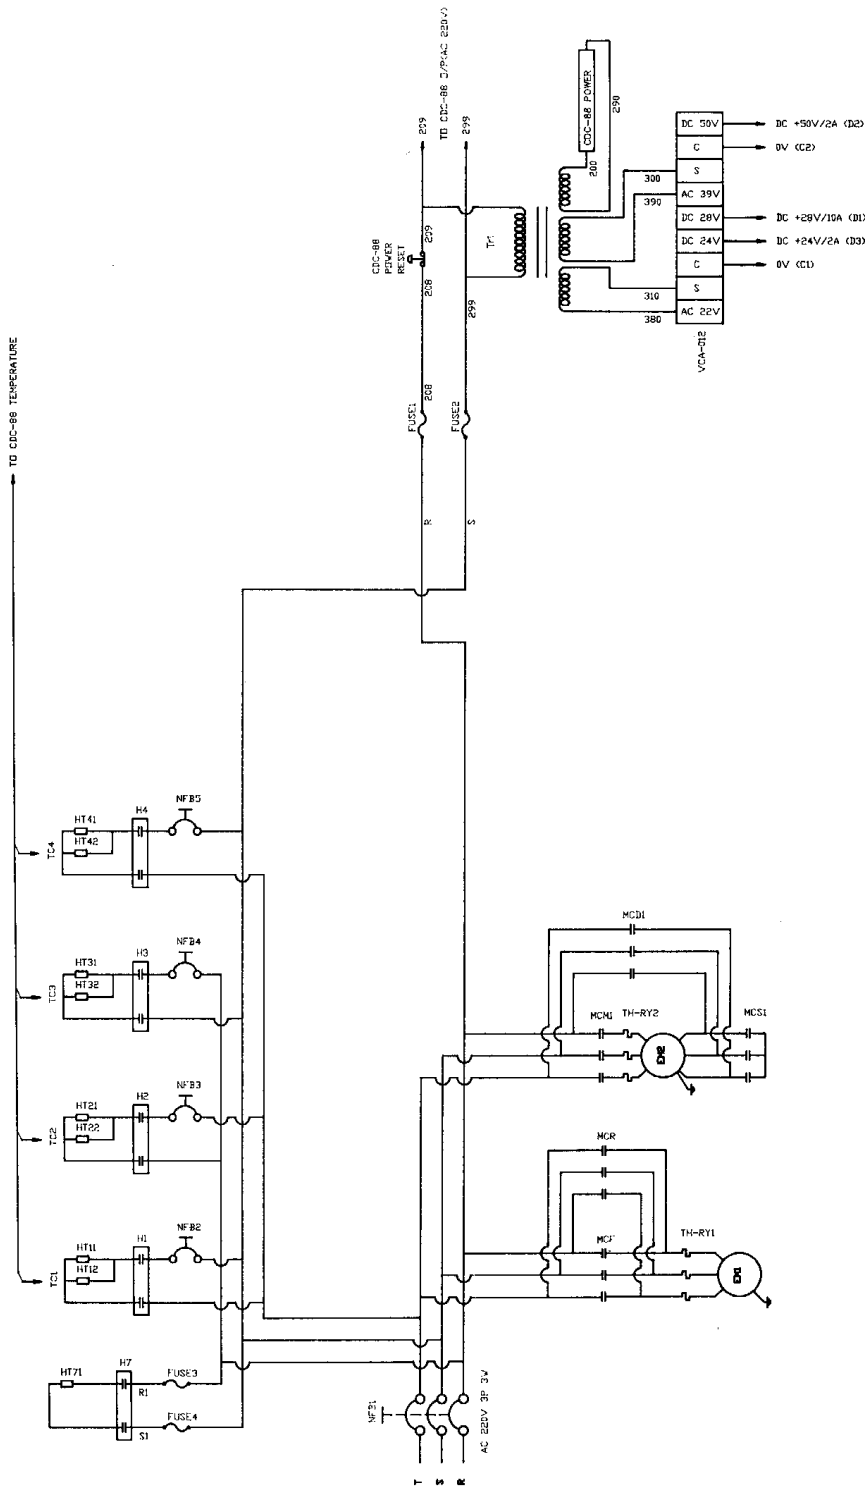 TO CDC-88 TEMPERATURE
TO CDC-88 O/P(AC 220V)
209
299
CDC-88
POWER
RESET
209
208
299
208
FUSE1
FUSE2
R
S
Tr1
CDC-88 POWER
200
290
300
390
310
380
DC 50V
C
S
AC 39V
DC 28V
DC 24V
C
S
AC 22V
VCA-012
DC +50V/2A (D2)
0V (C2)
DC +28V/10A (D1)
DC +24V/2A (D3)
0V (C1)
TC4
HT41
HT42
H4
NFB5
TC3
HT31
HT32
H3
NFB4
TC2
HT21
HT22
H2
NFB3
TC1
HT11
HT12
H1
NFB2
HT71
H7
R1
S1
FUSE3
FUSE4
MCD1
MCM1
TH-RY2
EM2
MCS1
MCR
MCF
TH-RY1
EM1
NFB1
AC 220V 3P 3W
T
S
R